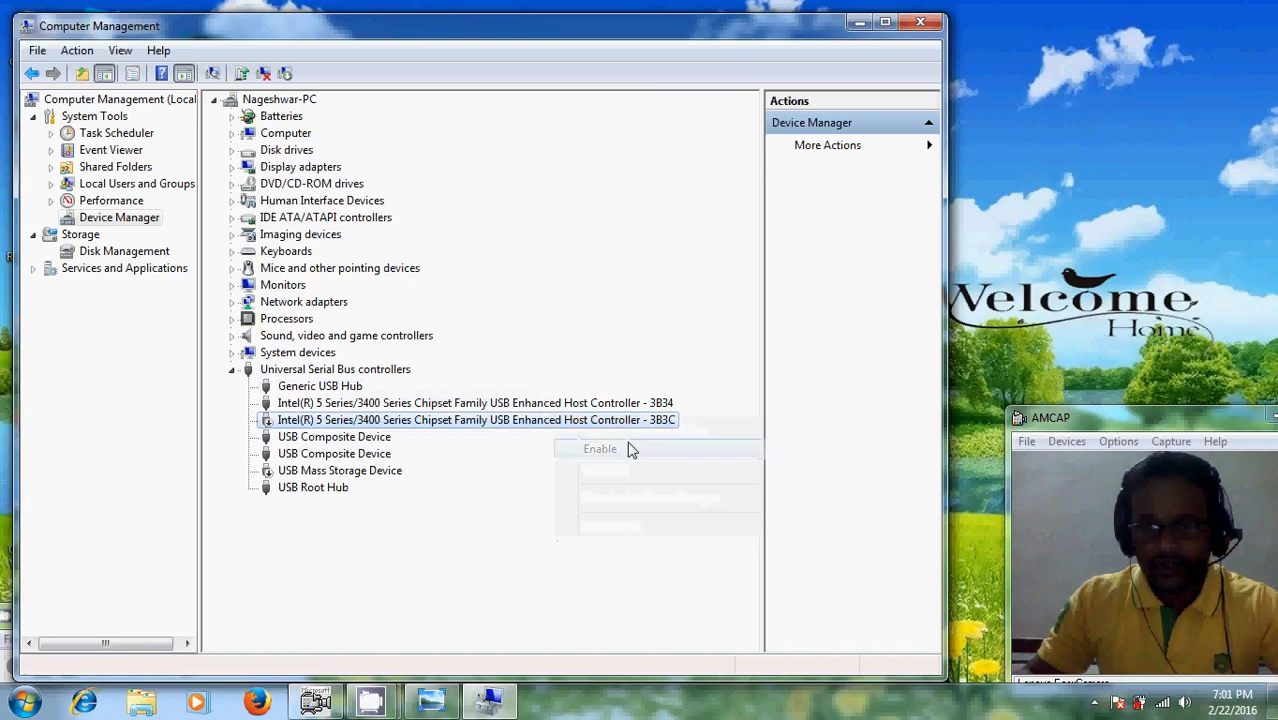 Computer Management
File Action View Help
Computer Management (Local
System Tools
Task Scheduler
Event Viewer
Shared Folders
Local Users and Groups
Performance
Device Manager
Storage
Disk Management
Services and Applications
Nageshwar-PC
Batteries
Computer
Disk drives
Display adapters
DVD/CD-ROM drives
Human Interface Devices
IDE ATA/ATAPI controllers
Imaging devices
Keyboards
Mice and other pointing devices
Monitors
Network adapters
Processors
Sound, video and game controllers
System devices
Universal Serial Bus controllers
Generic USB Hub
Intel(R) 5 Series/3400 Series Chipset Family USB Enhanced Host Controller - 3B34
Intel(R) 5 Series/3400 Series Chipset Family USB Enhanced Host Controller - 3B3C
USB Composite Device
USB Composite Device
USB Mass Storage Device
USB Root Hub
Enable
Actions
Device Manager
More Actions
Welcome
Home
AMCAP
File Devices Options Capture Help
7:01 PM
2/22/2016